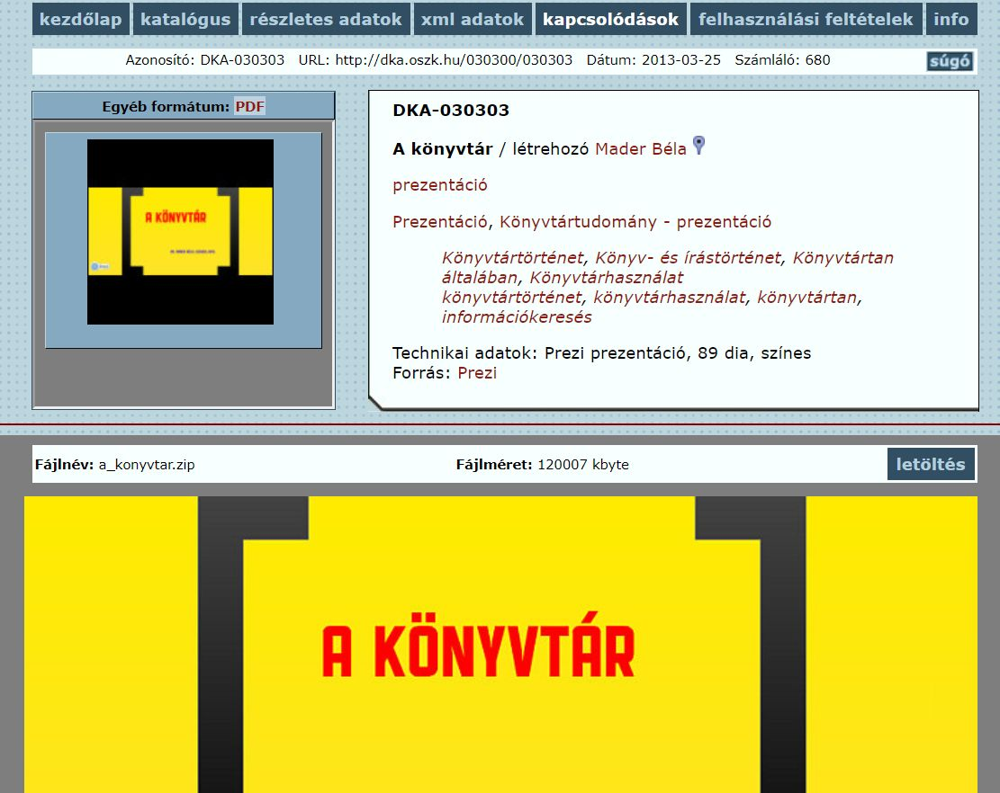 kezdőlap katalógus részletes adatok xml adatok kapcsolódások felhasználási feltételek info
Azonosító: DKA-030303 URL: http://dka.oszk.hu/030300/030303 Dátum: 2013-03-25 Számláló: 680 súgó
Egyéb formátum: PDF
A KÖNYVTÁR
DKA-030303
A könyvtár / létrehozó Mader Béla
prezentáció
Prezentáció, Könyvtártudomány - prezentáció
Könyvtártörténet, Könyv- és írástörténet, Könyvtártan
általában, Könyvtárhasználat
könyvtártörténet, könyvtárhasználat, könyvtártan,
információkeresés
Technikai adatok: Prezi prezentáció, 89 dia, színes
Forrás: Prezi
Fájlnév: a_konyvtar.zip Fájlméret: 120007 kbyte letöltés
A KÖNYVTÁR